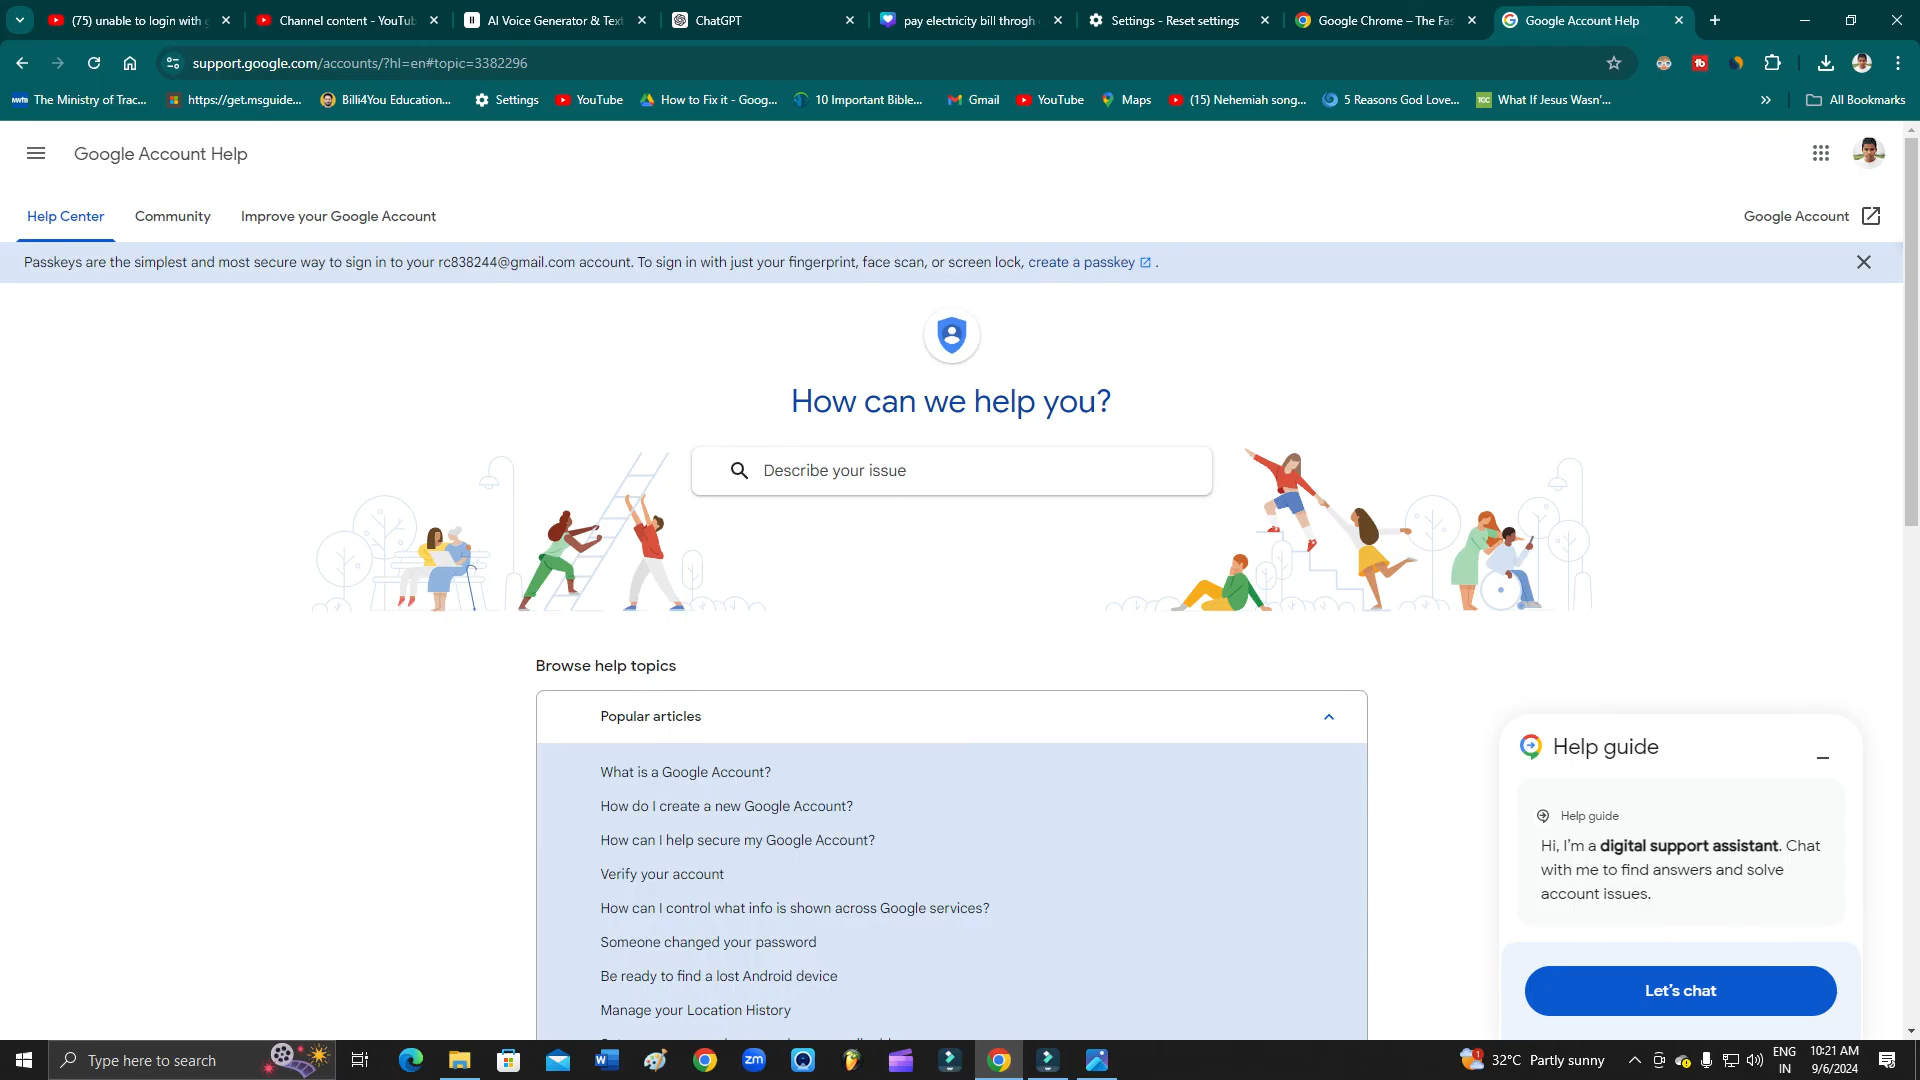 (75) unable to login with
Channel content - YouTub
AI Voice Generator & Text
ChatGPT
pay electricity bill throgh
Settings - Reset settings
Google Chrome – The Fas
Google Account Help
support.google.com/accounts/?hl=en#topic=3382296
The Ministry of Trac...
https://get.msguide...
Billi4You Education...
Settings
YouTube
How to Fix it - Goog...
10 Important Bible...
Gmail
YouTube
Maps
(15) Nehemiah song...
5 Reasons God Love...
TGC
What If Jesus Wasn'...
All Bookmarks
Google Account Help
Help Center
Community
Improve your Google Account
Google Account
Passkeys are the simplest and most secure way to sign in to your rc838244@gmail.com account. To sign in with just your fingerprint, face scan, or screen lock, create a passkey .
How can we help you?
Describe your issue
Browse help topics
Popular articles
What is a Google Account?
How do I create a new Google Account?
How can I help secure my Google Account?
Verify your account
How can I control what info is shown across Google services?
Someone changed your password
Be ready to find a lost Android device
Manage your Location History
Help guide
Help guide
Hi, I'm a digital support assistant. Chat
with me to find answers and solve
account issues.
Let's chat
Type here to search
zm
32°C Partly sunny
ENG
IN
10:21 AM
9/6/2024